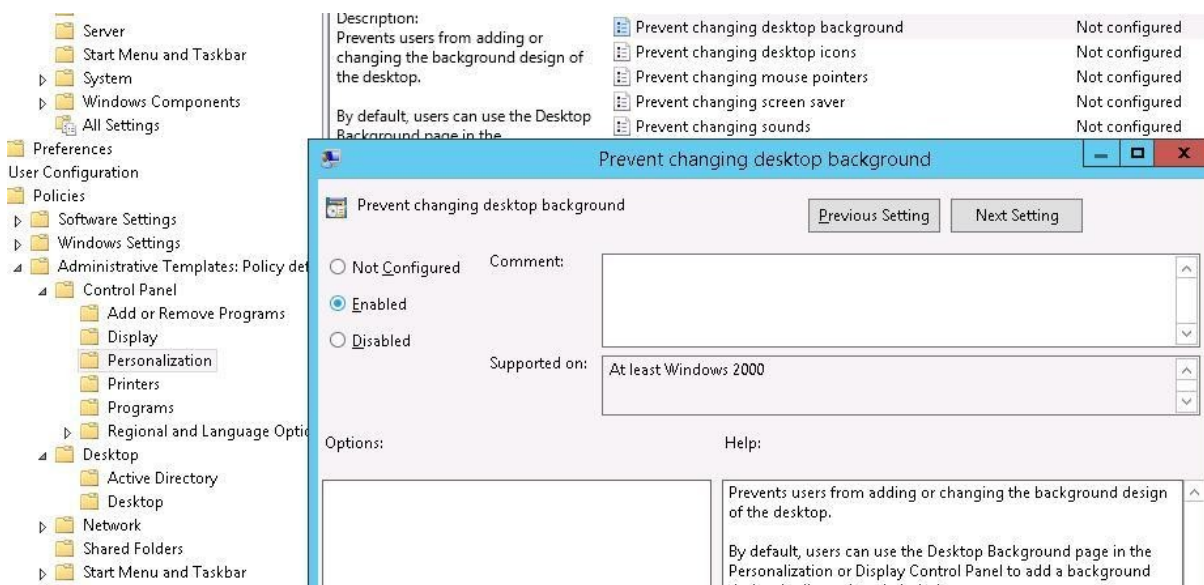 Server
Start Menu and Taskbar
System
Windows Components
All Settings
Preferences
User Configuration
Policies
Software Settings
Windows Settings
Administrative Templates: Policy def
Control Panel
Add or Remove Programs
Display
Personalization
Printers
Programs
Regional and Language Optio
Desktop
Active Directory
Desktop
Network
Shared Folders
Start Menu and Taskbar
Description:
Prevents users from adding or
changing the background design of
the desktop.
By default, users can use the Desktop
Background page in the
Prevent changing desktop background Not configured
Prevent changing desktop icons Not configured
Prevent changing mouse pointers Not configured
Prevent changing screen saver Not configured
Prevent changing sounds Not configured
Prevent changing desktop background
Prevent changing desktop background
Previous Setting Next Setting
Not Configured
Enabled
Disabled
Comment:
Supported on: At least Windows 2000
Options: Help:
Prevents users from adding or changing the background design
of the desktop.
By default, users can use the Desktop Background page in the
Personalization or Display Control Panel to add a background